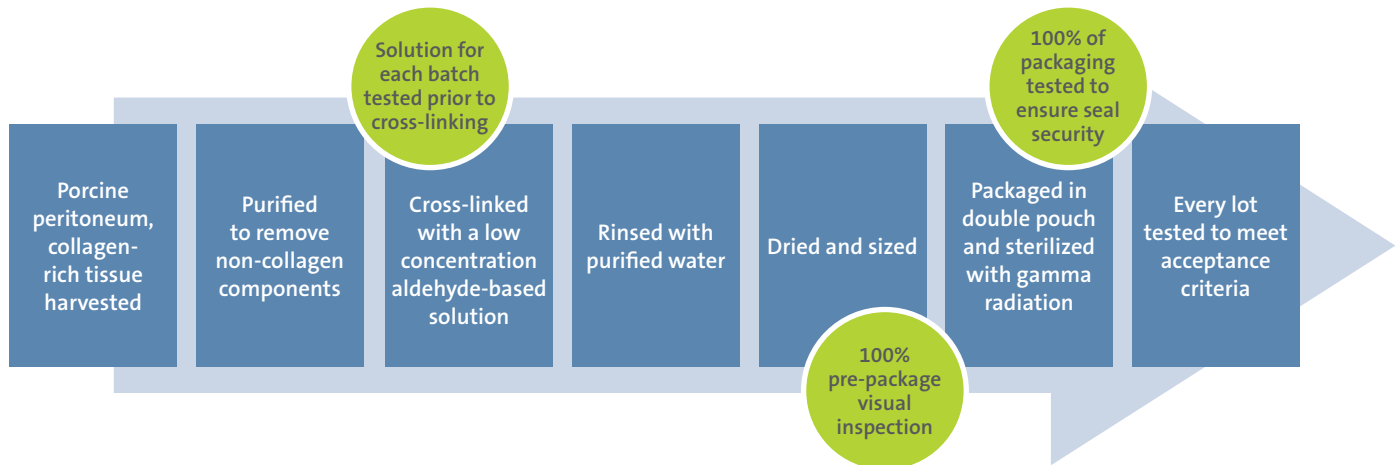 Porcine
peritoneum,
collagen-
rich tissue
harvested
Purified
to remove
non-collagen
components
Solution for
each batch
tested prior to
cross-linking
Cross-linked
with a low
concentration
aldehyde-based
solution
Rinsed with
purified water
Dried and sized
100%
pre-package
visual
inspection
100% of
packaging
tested to
ensure seal
security
Packaged in
double pouch
and sterilized
with gamma
radiation
Every lot
tested to meet
acceptance
criteria